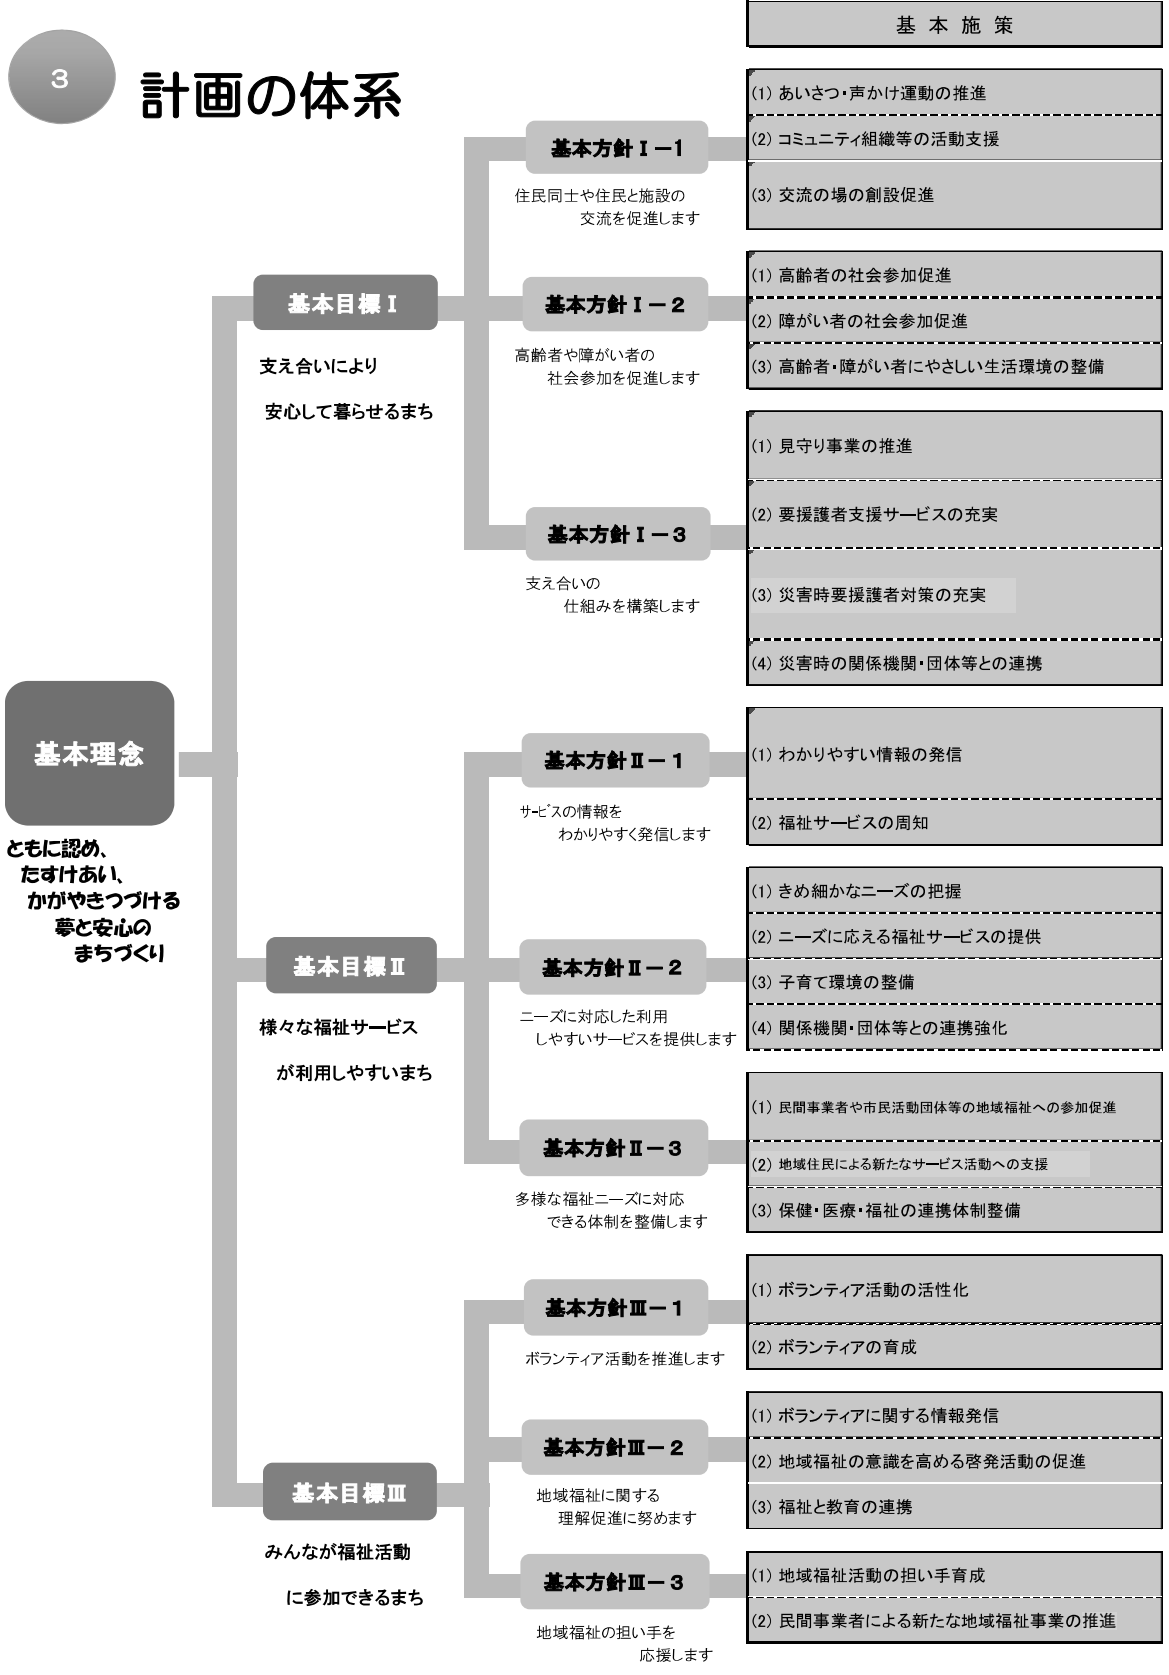 3
計画の体系
基本施策
基本理念
ともに認め、
たすけあい、
かがやきつづける
夢と安心の
まちづくり
基本目標Ⅰ
支え合いにより
安心して暮らせるまち
基本方針Ⅰ－1
住民同士や住民と施設の
交流を促進します
(1) あいさつ・声かけ運動の推進
(2) コミュニティ組織等の活動支援
(3) 交流の場の創設促進
基本方針Ⅰ－2
高齢者や障がい者の
社会参加を促進します
(1) 高齢者の社会参加促進
(2) 障がい者の社会参加促進
(3) 高齢者・障がい者にやさしい生活環境の整備
基本方針Ⅰ－3
支え合いの
仕組みを構築します
(1) 見守り事業の推進
(2) 要援護者支援サービスの充実
(3) 災害時要援護者対策の充実
(4) 災害時の関係機関・団体等との連携
基本目標Ⅱ
様々な福祉サービス
が利用しやすいまち
基本方針Ⅱ－1
サービスの情報を
わかりやすく発信します
(1) わかりやすい情報の発信
(2) 福祉サービスの周知
基本方針Ⅱ－2
ニーズに対応した利用
しやすいサービスを提供します
(1) きめ細かなニーズの把握
(2) ニーズに応える福祉サービスの提供
(3) 子育て環境の整備
(4) 関係機関・団体等との連携強化
基本方針Ⅱ－3
多様な福祉ニーズに対応
できる体制を整備します
(1) 民間事業者や市民活動団体等の地域福祉への参加促進
(2) 地域住民による新たなサービス活動への支援
(3) 保健・医療・福祉の連携体制整備
基本目標Ⅲ
みんなが福祉活動
に参加できるまち
基本方針Ⅲ－1
ボランティア活動を推進します
(1) ボランティア活動の活性化
(2) ボランティアの育成
基本方針Ⅲ－2
地域福祉に関する
理解促進に努めます
(1) ボランティアに関する情報発信
(2) 地域福祉の意識を高める啓発活動の促進
(3) 福祉と教育の連携
基本方針Ⅲ－3
地域福祉の担い手を
応援します
(1) 地域福祉活動の担い手育成
(2) 民間事業者による新たな地域福祉事業の推進